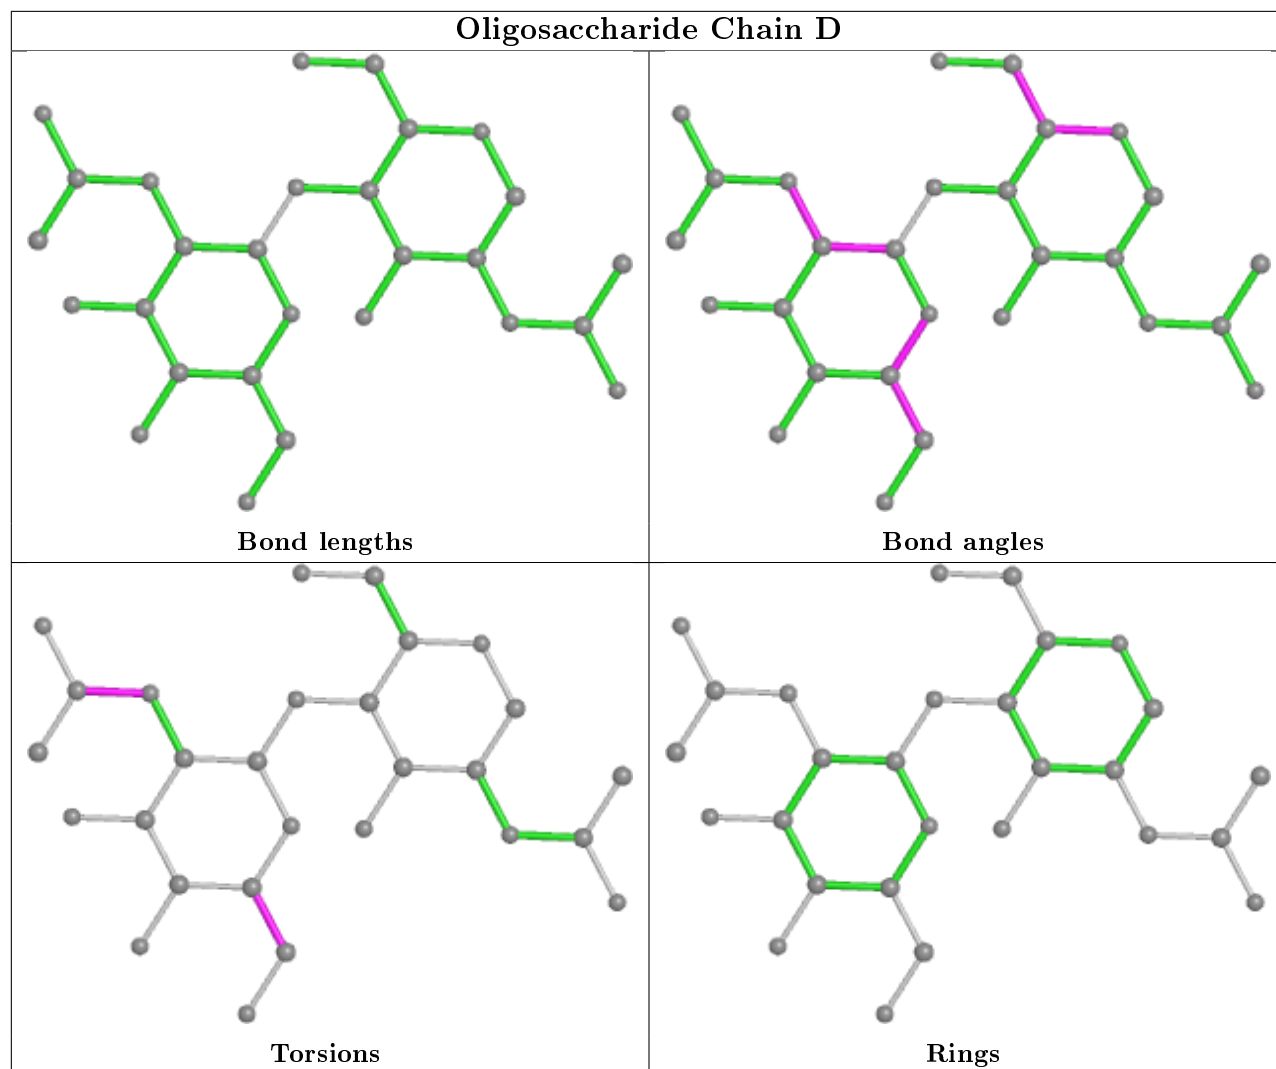 Oligosaccharide Chain D
Bond lengths
Bond angles
Torsions
Rings